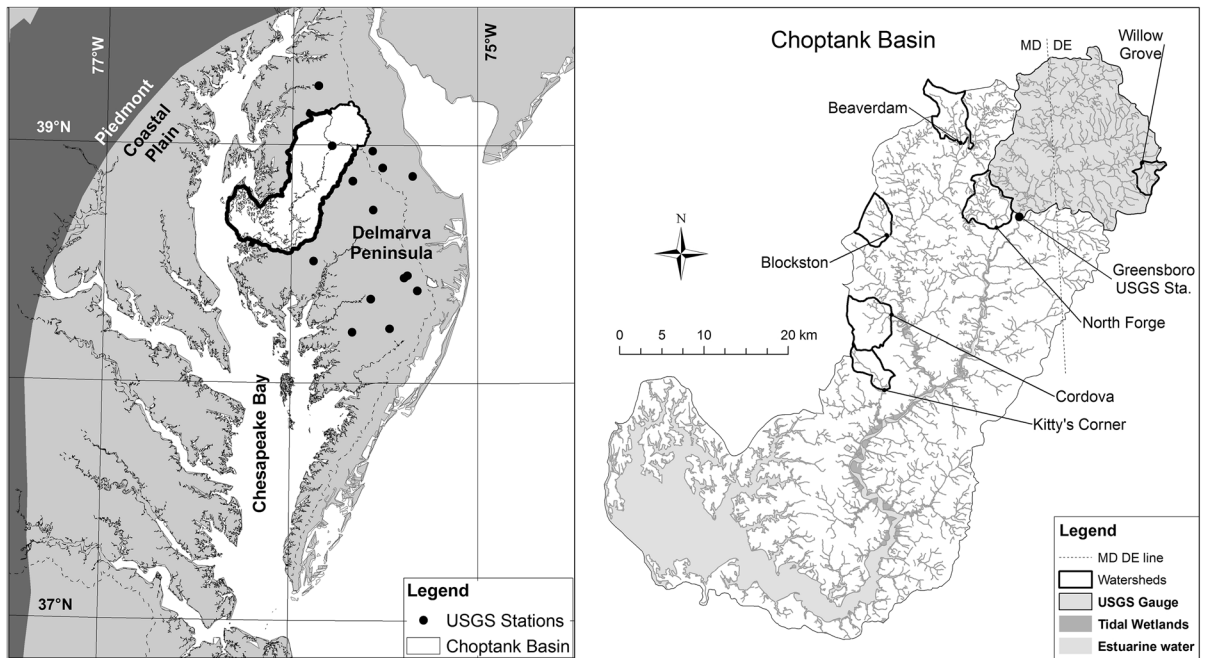 77°W
75°W
39°N
Piedmont
Coastal
Plain
Delmarva
Peninsula
Chesapeake Bay
37°N
Legend
USGS Stations
Choptank Basin
Choptank Basin
MD
DE
Willow
Grove
Beaverdam
N
Blockston
Greensboro
USGS Sta.
North Forge
0 5 10 20 km
Cordova
Kitty's Corner
Legend
MD DE line
Watersheds
USGS Gauge
Tidal Wetlands
Estuarine water